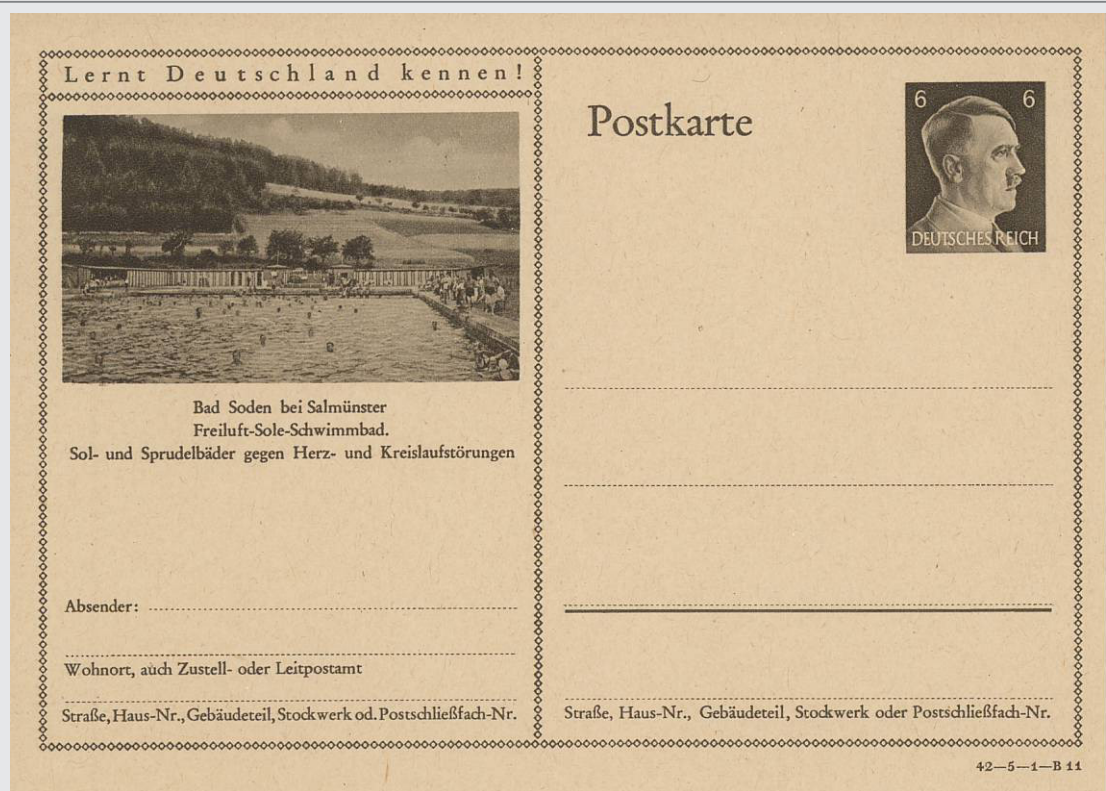 Lernt Deutschland kennen!
Bad Soden bei Salmünster
Freiluft-Sole-Schwimmbad.
Sol- und Sprudelbäder gegen Herz- und Kreislaufstörungen
Absender:
Wohnort, auch Zustell- oder Leitpostamt
Straße, Haus-Nr., Gebäudeteil, Stockwerk od. Postschließfach-Nr.
Postkarte
6 6
DEUTSCHES REICH
Straße, Haus-Nr., Gebäudeteil, Stockwerk oder Postschließfach-Nr.
42—5—1—B 11